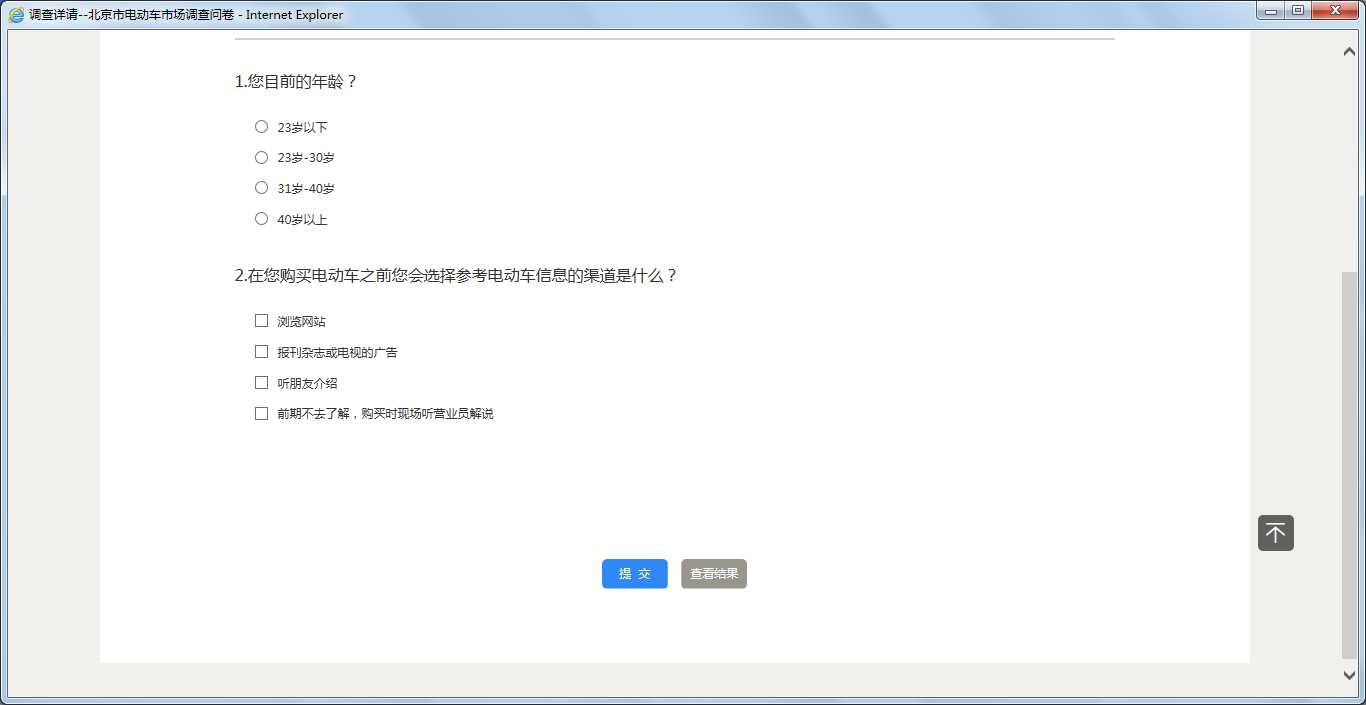 调查详请--北京市电动车市场调查问卷 - Internet Explorer
1.您目前的年龄？
23岁以下
23岁-30岁
31岁-40岁
40岁以上
2.在您购买电动车之前您会选择参考电动车信息的渠道是什么？
浏览网站
报刊杂志或电视的广告
听朋友介绍
前期不去了解，购买时现场听营业员解说
提 交
查看结果